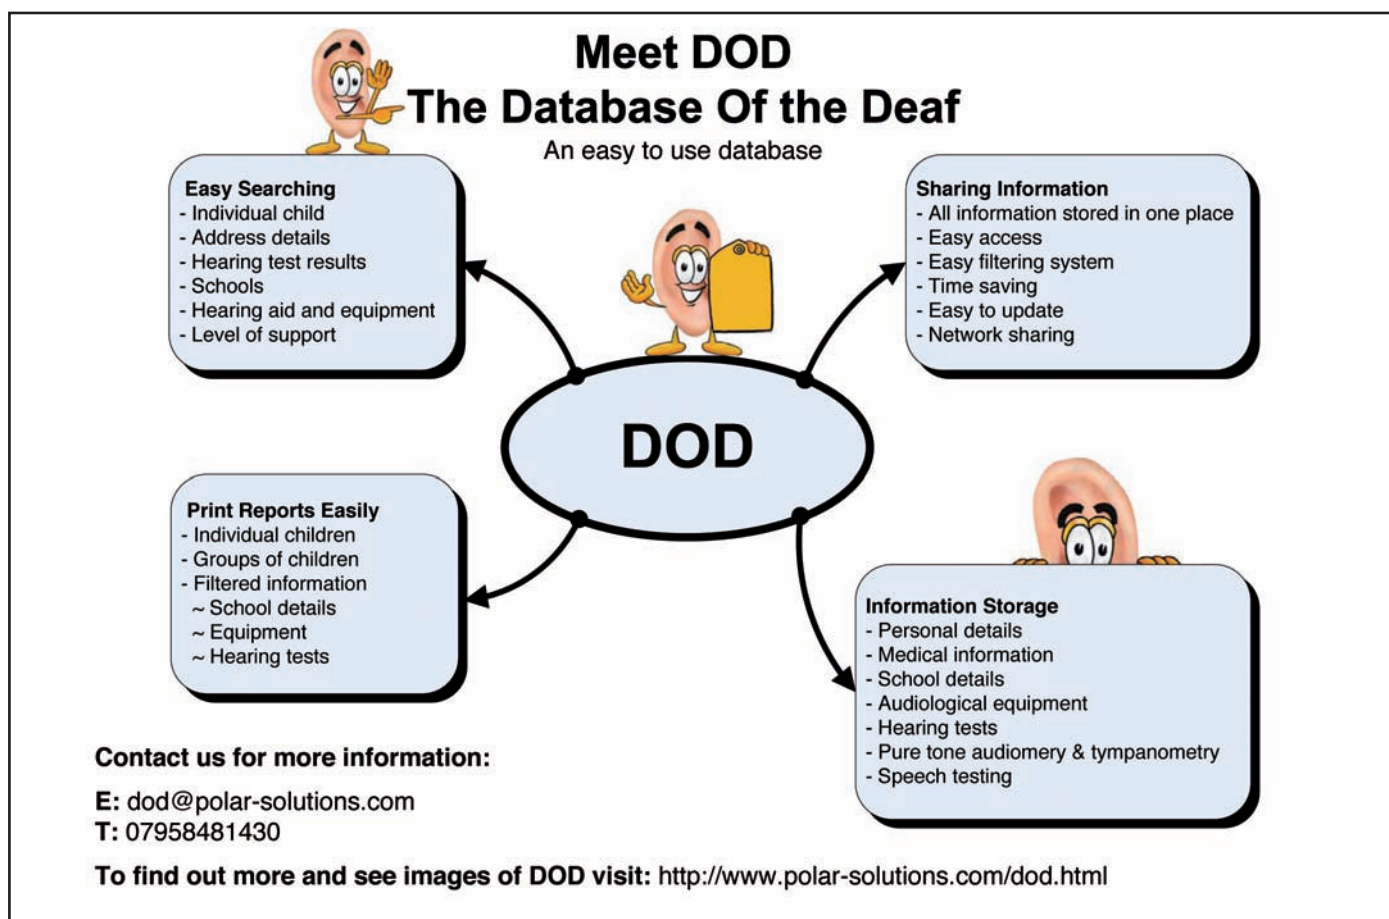 Meet DOD
The Database Of the Deaf
An easy to use database
Easy Searching
- Individual child
- Address details
- Hearing test results
- Schools
- Hearing aid and equipment
- Level of support
Sharing Information
- All information stored in one place
- Easy access
- Easy filtering system
- Time saving
- Easy to update
- Network sharing
DOD
Print Reports Easily
- Individual children
- Groups of children
- Filtered information
~ School details
~ Equipment
~ Hearing tests
Information Storage
- Personal details
- Medical information
- School details
- Audiological equipment
- Hearing tests
- Pure tone audiomery & tympanometry
- Speech testing
Contact us for more information:
E: dod@polar-solutions.com
T: 07958481430
To find out more and see images of DOD visit: http://www.polar-solutions.com/dod.html